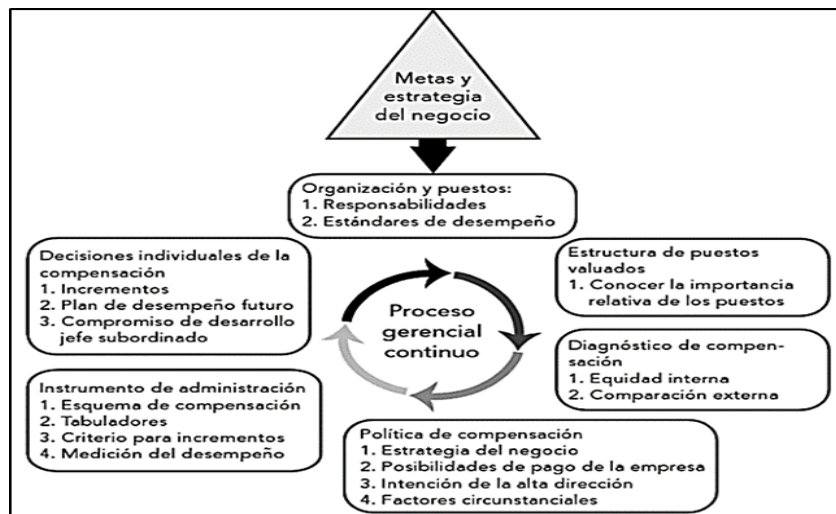 Metas y
estrategia
del negocio
Organización y puestos:
1. Responsabilidades
2. Estándares de desempeño
Estructura de puestos
valuados
1. Conocer la importancia
relativa de los puestos
Diagnóstico de compen-
sación
1. Equidad interna
2. Comparación externa
Política de compensación
1. Estrategia del negocio
2. Posibilidades de pago de la empresa
3. Intención de la alta dirección
4. Factores circunstanciales
Instrumento de administración
1. Esquema de compensación
2. Tabuladores
3. Criterio para incrementos
4. Medición del desempeño
Decisiones individuales de la
compensación
1. Incrementos
2. Plan de desempeño futuro
3. Compromiso de desarrollo
jefe subordinado
Proceso
gerencial
continuo